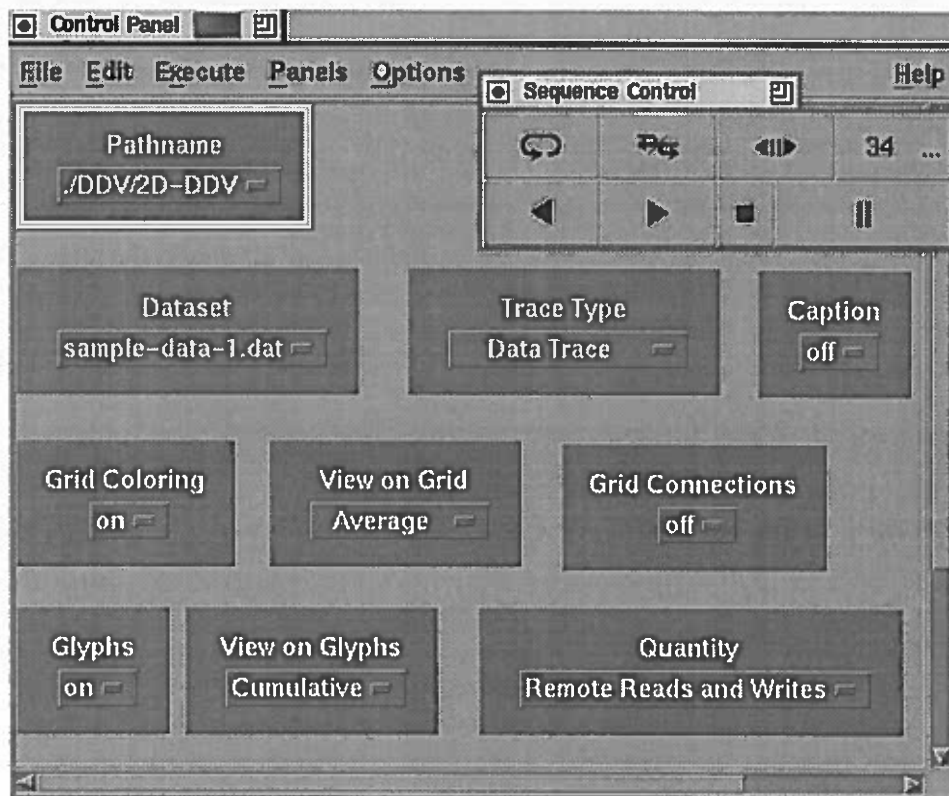 Control Panel
File Edit Execute Panels Options Help
Sequence Control
34 ...
Pathname
./DDV/2D-DDV
Dataset
sample-data-1.dat
Trace Type
Data Trace
Caption
off
Grid Coloring
on
View on Grid
Average
Grid Connections
off
Glyphs
on
View on Glyphs
Cumulative
Quantity
Remote Reads and Writes